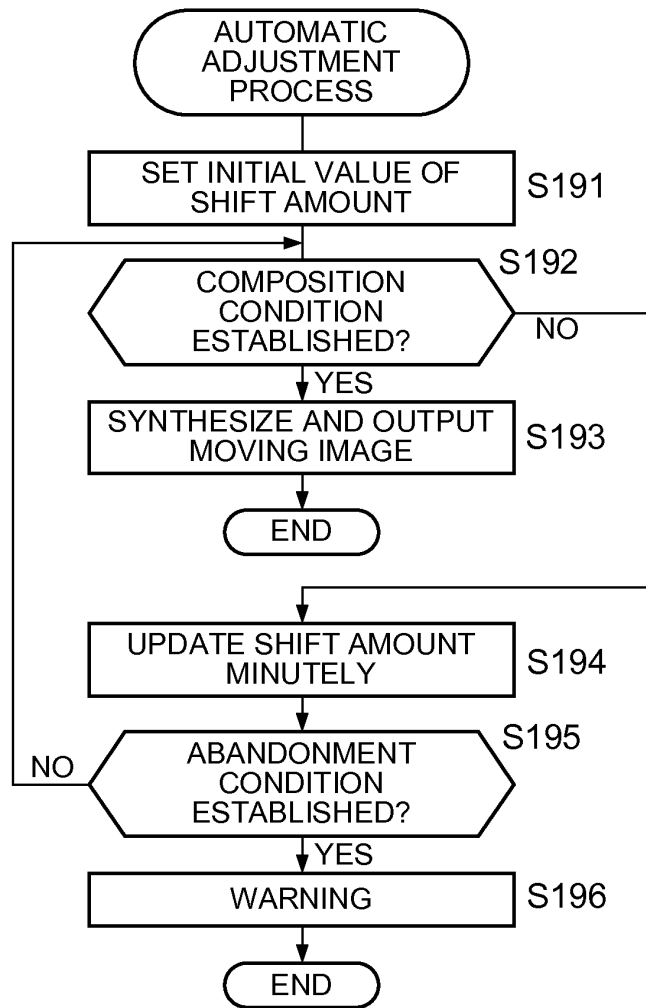 AUTOMATIC
ADJUSTMENT
PROCESS
SET INITIAL VALUE OF
SHIFT AMOUNT
S191
S192
COMPOSITION
CONDITION
ESTABLISHED?
NO
YES
SYNTHESIZE AND OUTPUT
MOVING IMAGE
S193
END
UPDATE SHIFT AMOUNT
MINUTELY
S194
S195
ABANDONMENT
CONDITION
ESTABLISHED?
NO
YES
WARNING
S196
END